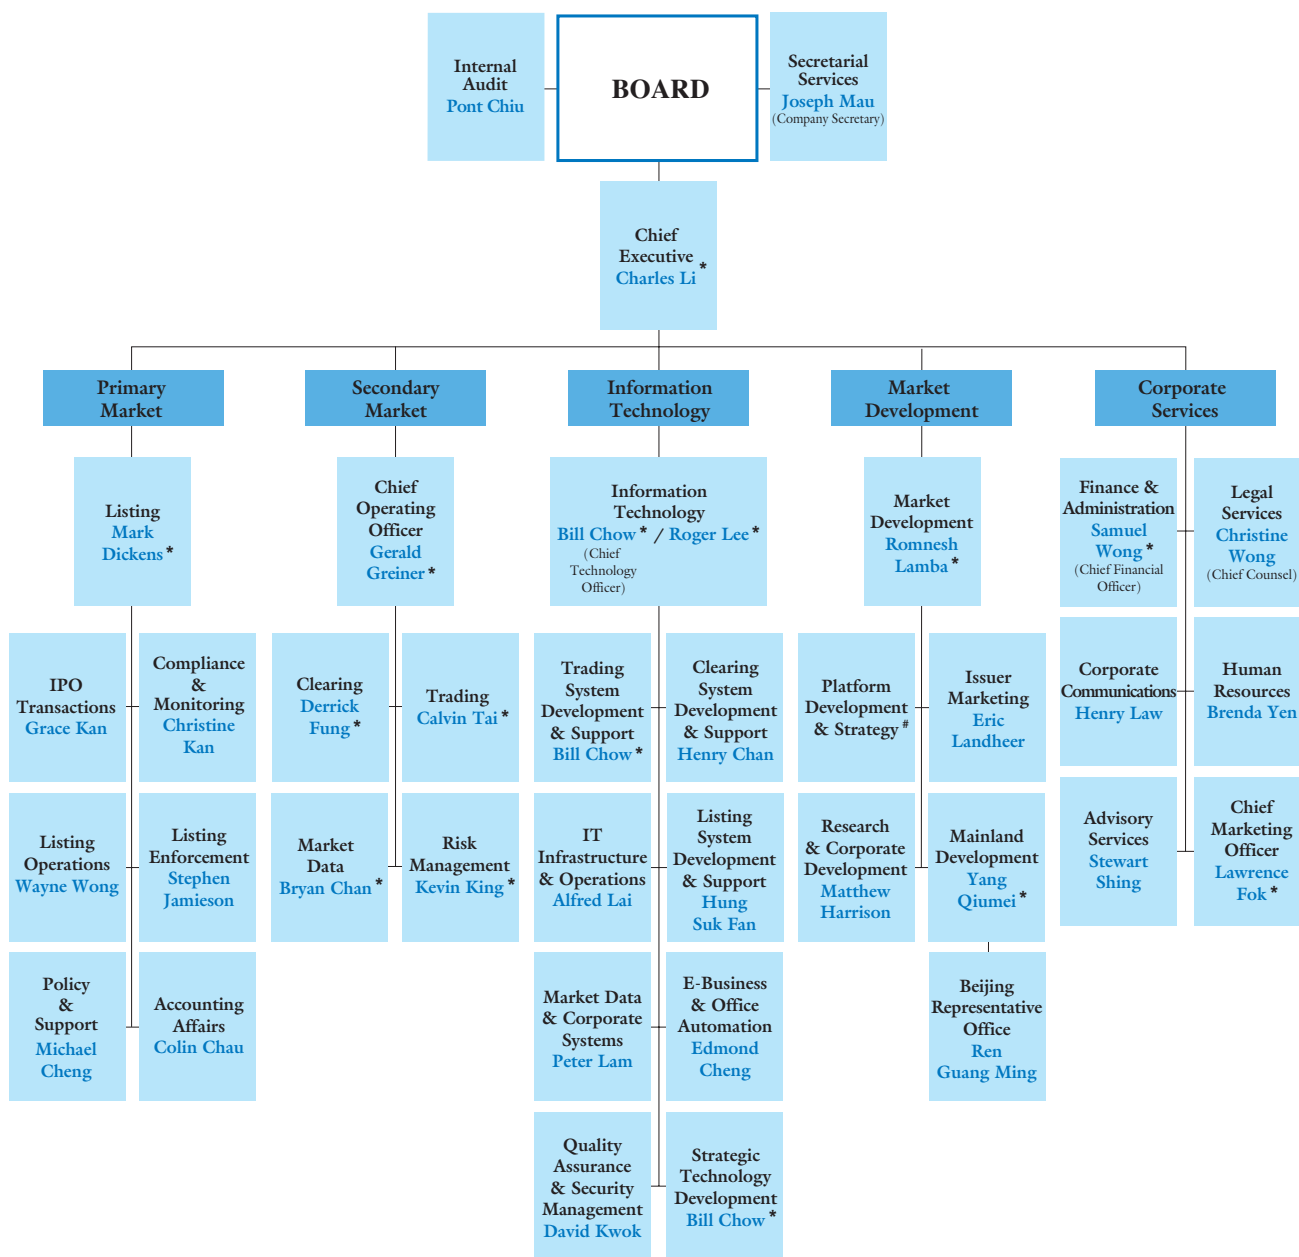 Internal
Audit
Pont Chiu
BOARD
Secretarial
Services
Joseph Mau
(Company Secretary)
Chief
Executive
Charles Li *
Primary
Market
Secondary
Market
Information
Technology
Market
Development
Corporate
Services
Listing
Mark
Dickens *
Chief
Operating
Officer
Gerald
Greiner *
Information
Technology
Bill Chow * / Roger Lee *
(Chief
Technology
Officer)
Market
Development
Romnesh
Lamba *
Finance &
Administration
Samuel
Wong *
(Chief Financial
Officer)
Legal
Services
Christine
Wong
(Chief Counsel)
IPO
Transactions
Grace Kan
Compliance
&
Monitoring
Christine
Kan
Clearing
Derrick
Fung *
Trading
Calvin Tai *
Trading
System
Development
& Support
Bill Chow *
Clearing
System
Development
& Support
Henry Chan
Platform
Development
& Strategy #
Issuer
Marketing
Eric
Landheer
Corporate
Communications
Henry Law
Human
Resources
Brenda Yen
Listing
Operations
Wayne Wong
Listing
Enforcement
Stephen
Jamieson
Market
Data
Bryan Chan *
Risk
Management
Kevin King *
IT
Infrastructure
& Operations
Alfred Lai
Listing
System
Development
& Support
Hung
Suk Fan
Research
& Corporate
Development
Matthew
Harrison
Mainland
Development
Yang
Qiumei *
Advisory
Services
Stewart
Shing
Chief
Marketing
Officer
Lawrence
Fok *
Policy
&
Support
Michael
Cheng
Accounting
Affairs
Colin Chau
Market Data
& Corporate
Systems
Peter Lam
E-Business
& Office
Automation
Edmond
Cheng
Beijing
Representative
Office
Ren
Guang Ming
Quality
Assurance
& Security
Management
David Kwok
Strategic
Technology
Development
Bill Chow *